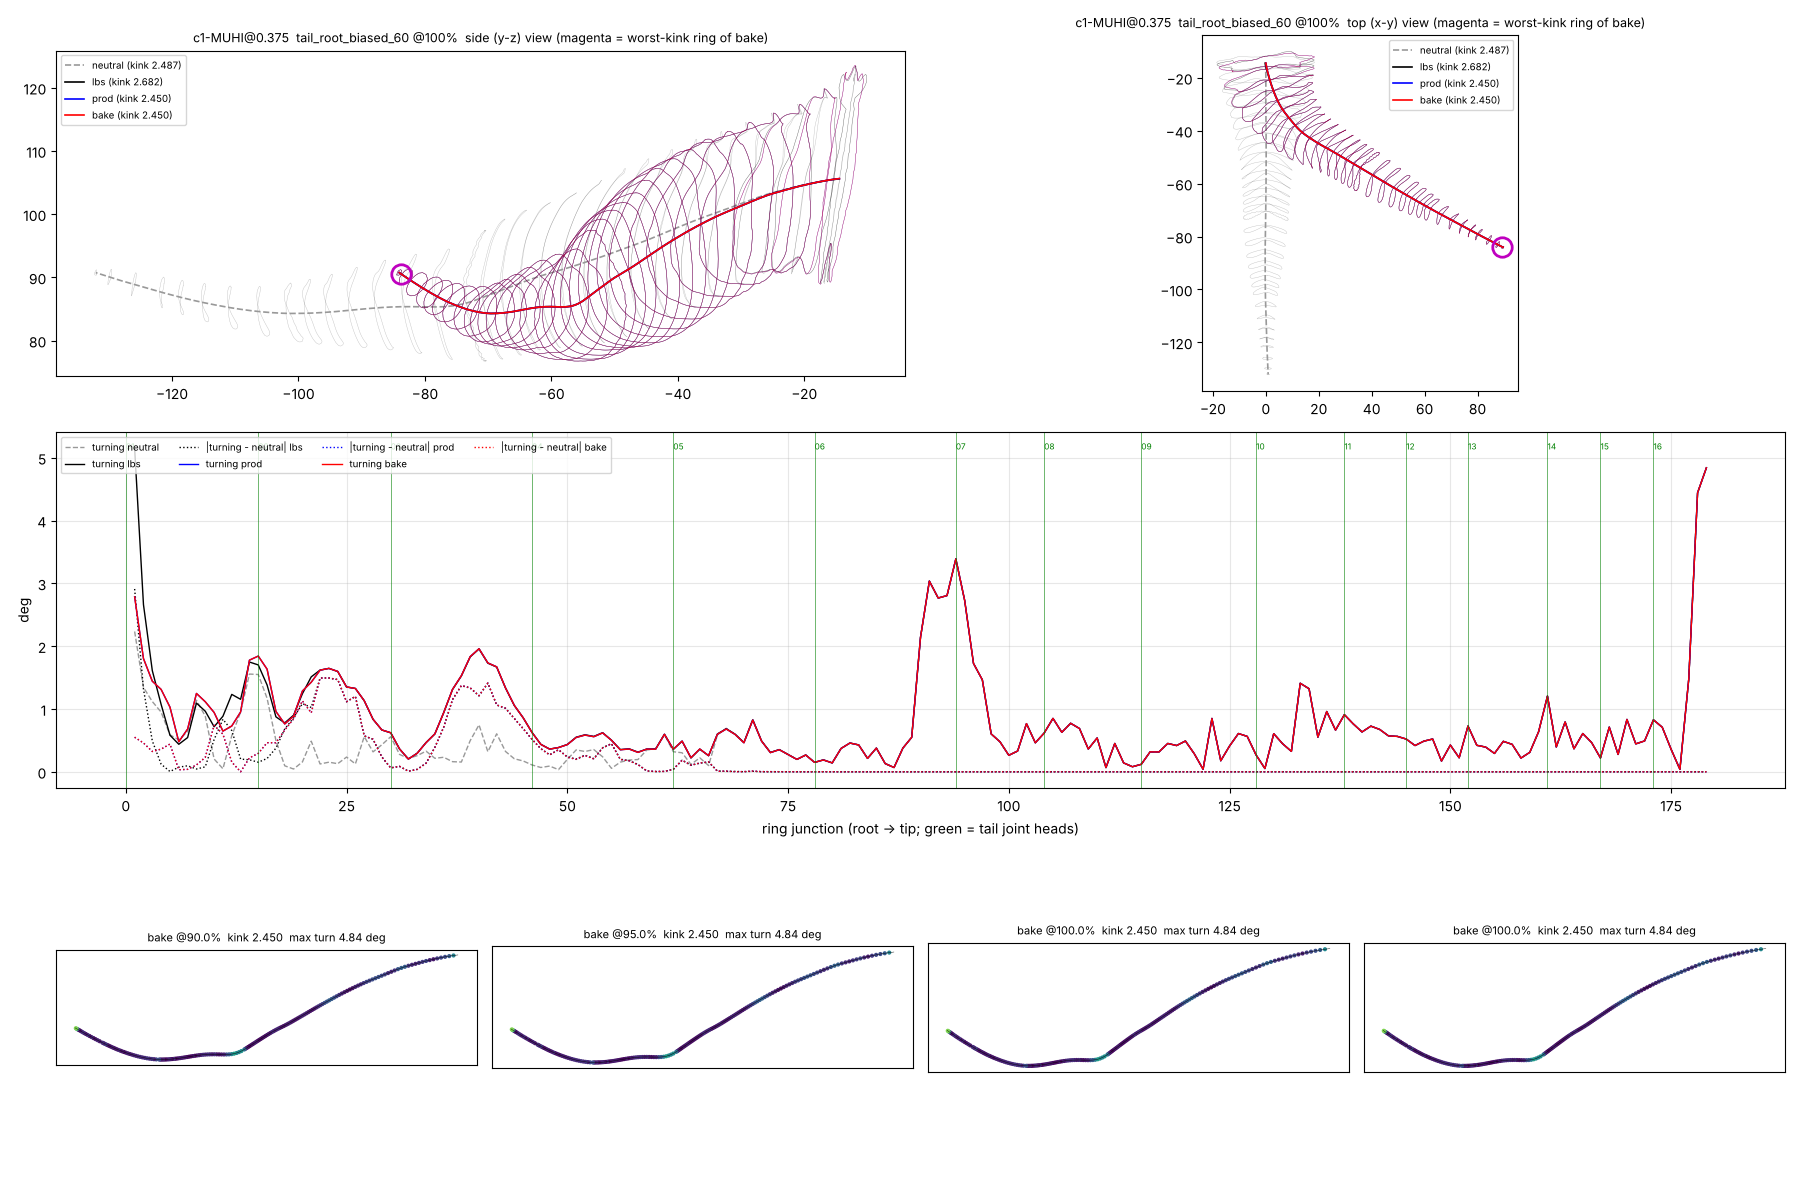 c1-MUHI@0.375  tail_root_biased_60 @100%  side (y-z) view (magenta = worst-kink ring of bake)
neutral (kink 2.487)
lbs (kink 2.682)
prod (kink 2.450)
bake (kink 2.450)
120
110
100
90
80
−120
−100
−80
−60
−40
−20
c1-MUHI@0.375  tail_root_biased_60 @100%  top (x-y) view (magenta = worst-kink ring of bake)
neutral (kink 2.487)
lbs (kink 2.682)
prod (kink 2.450)
bake (kink 2.450)
−20
−40
−60
−80
−100
−120
−20
0
20
40
60
80
turning neutral
turning lbs
|turning - neutral| lbs
turning prod
|turning - neutral| prod
turning bake
|turning - neutral| bake
05
06
07
08
09
10
11
12
13
14
15
16
5
4
3
2
1
0
deg
0
25
50
75
100
125
150
175
ring junction (root → tip; green = tail joint heads)
bake @90.0%  kink 2.450  max turn 4.84 deg
bake @95.0%  kink 2.450  max turn 4.84 deg
bake @100.0%  kink 2.450  max turn 4.84 deg
bake @100.0%  kink 2.450  max turn 4.84 deg